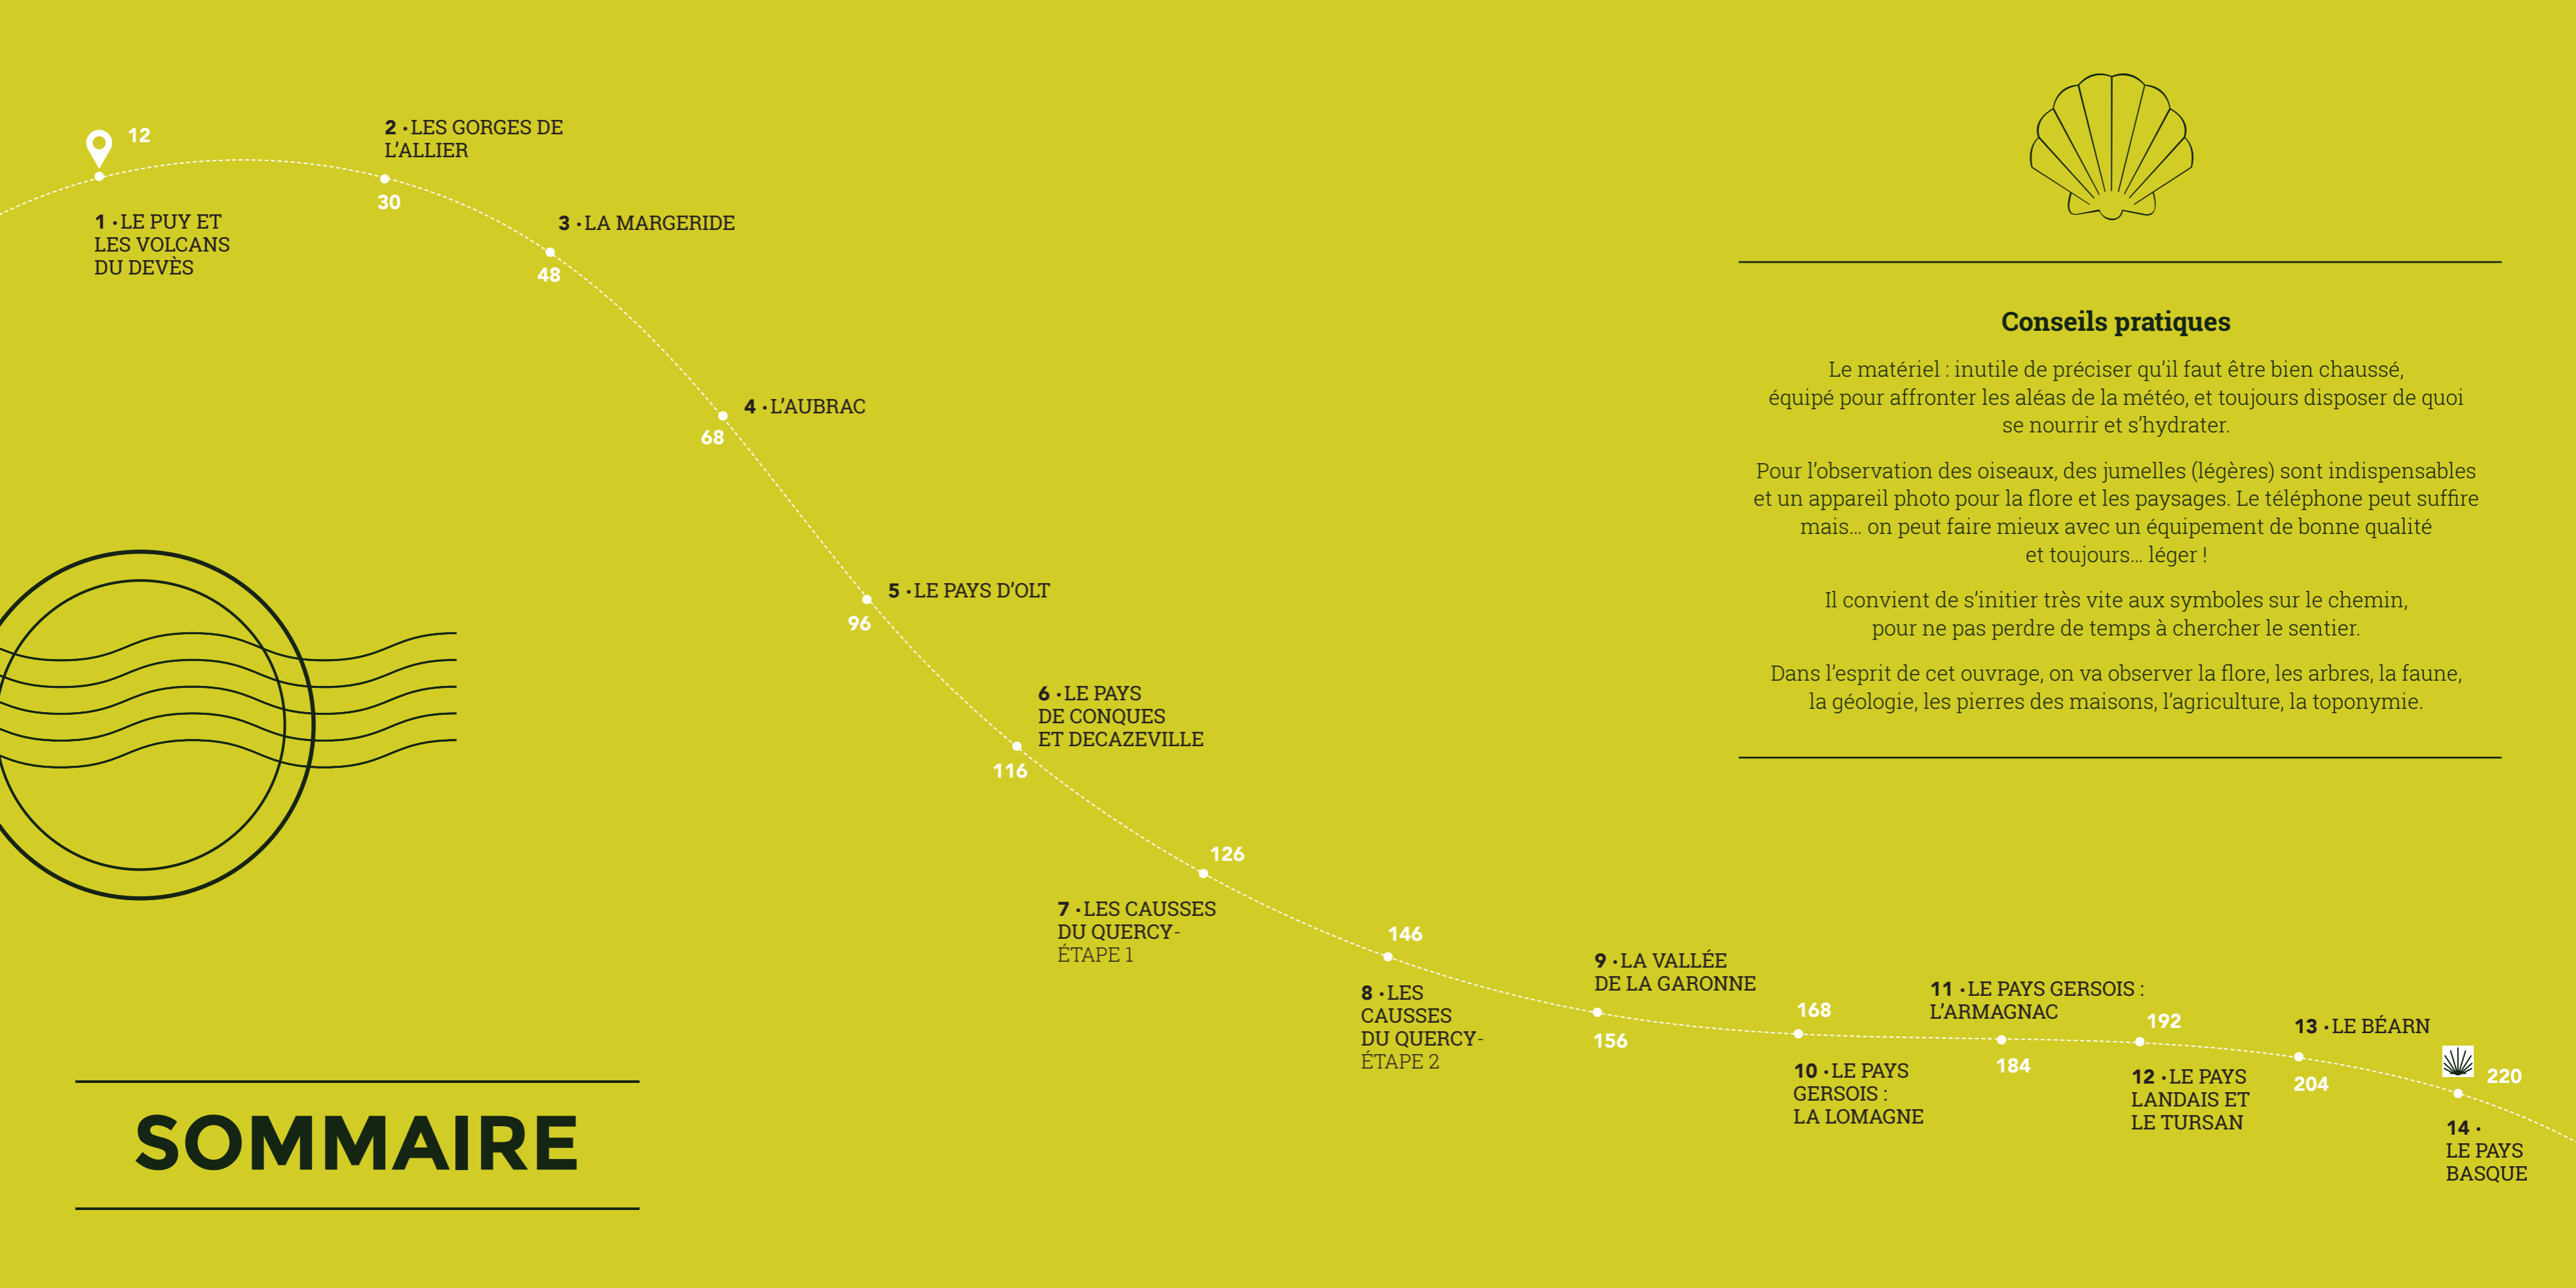 12
1 · LE PUY ET
LES VOLCANS
DU DEVÈS
2 · LES GORGES DE
L’ALLIER
30
3 · LA MARGERIDE
48
4 · L’AUBRAC
68
5 · LE PAYS D’OLT
96
6 · LE PAYS
DE CONQUES
ET DECAZEVILLE
116
126
7 · LES CAUSSES
DU QUERCY-
ÉTAPE 1
146
8 · LES
CAUSSES
DU QUERCY-
ÉTAPE 2
9 · LA VALLÉE
DE LA GARONNE
156
168
10 · LE PAYS
GERSOIS :
LA LOMAGNE
11 · LE PAYS GERSOIS :
L’ARMAGNAC
184
192
12 · LE PAYS
LANDAIS ET
LE TURSAN
13 · LE BÉARN
204
220
14 ·
LE PAYS
BASQUE
SOMMAIRE
Conseils pratiques
Le matériel : inutile de préciser qu’il faut être bien chaussé,
équipé pour affronter les aléas de la météo, et toujours disposer de quoi
se nourrir et s’hydrater.
Pour l’observation des oiseaux, des jumelles (légères) sont indispensables
et un appareil photo pour la flore et les paysages. Le téléphone peut suffire
mais... on peut faire mieux avec un équipement de bonne qualité
et toujours... léger !
Il convient de s’initier très vite aux symboles sur le chemin,
pour ne pas perdre de temps à chercher le sentier.
Dans l’esprit de cet ouvrage, on va observer la flore, les arbres, la faune,
la géologie, les pierres des maisons, l’agriculture, la toponymie.